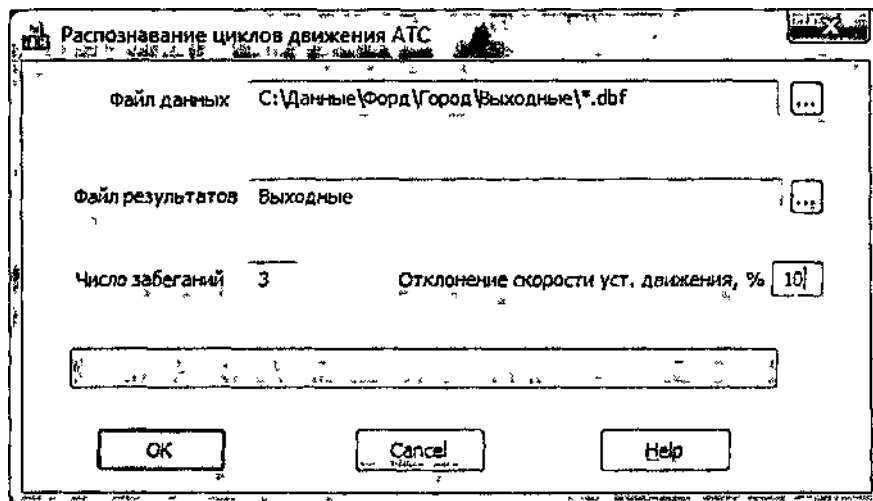 Распознавание циклов движения АТС
Файл данных C:\Данные\Форд\Город\Выходные\*.dbf ...
Файл результатов Выходные ...
Число забеганий 3 Отклонение скорости уст. движения, % 10
OK Cancel Help